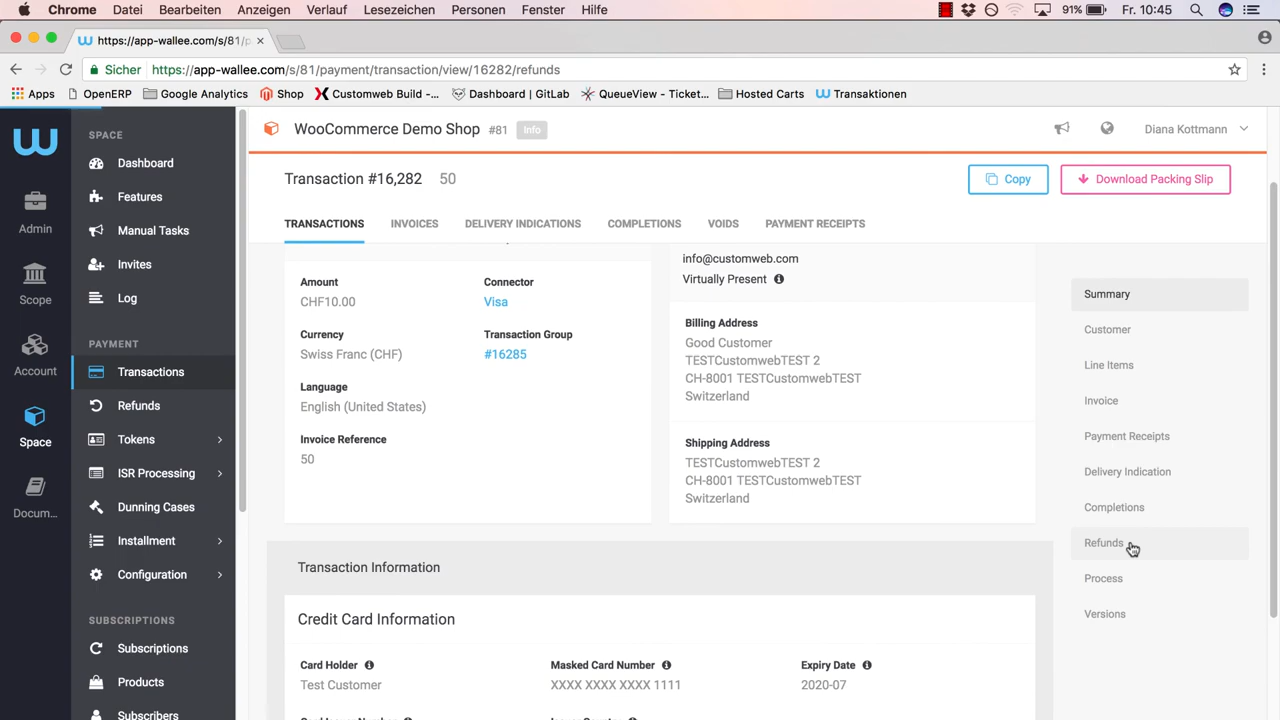 Chrome Datei Bearbeiten Anzeigen Verlauf Lesezeichen Personen Fenster Hilfe 91% Fr. 10:45
https://app-wallee.com/s/81/p
Sicher https://app-wallee.com/s/81/payment/transaction/view/16282/refunds
Apps OpenERP Google Analytics Shop Customweb Build -... Dashboard | GitLab QueueView - Ticket... Hosted Carts Transaktionen
Admin
Scope
Account
Space
Docum...
SPACE
Dashboard
Features
Manual Tasks
Invites
Log
PAYMENT
Transactions
Refunds
Tokens
ISR Processing
Dunning Cases
Installment
Configuration
SUBSCRIPTIONS
Subscriptions
Products
Subscribers
WooCommerce Demo Shop #81 Info Diana Kottmann
Transaction #16,282 50 Copy Download Packing Slip
TRANSACTIONS INVOICES DELIVERY INDICATIONS COMPLETIONS VOIDS PAYMENT RECEIPTS
Amount
CHF10.00
Connector
Visa
Currency
Swiss Franc (CHF)
Transaction Group
#16285
Language
English (United States)
Invoice Reference
50
info@customweb.com
Virtually Present
Billing Address
Good Customer
TESTCustomwebTEST 2
CH-8001 TESTCustomwebTEST
Switzerland
Shipping Address
TESTCustomwebTEST 2
CH-8001 TESTCustomwebTEST
Switzerland
Summary
Customer
Line Items
Invoice
Payment Receipts
Delivery Indication
Completions
Refunds
Process
Versions
Transaction Information
Credit Card Information
Card Holder
Test Customer
Masked Card Number
XXXX XXXX XXXX 1111
Expiry Date
2020-07